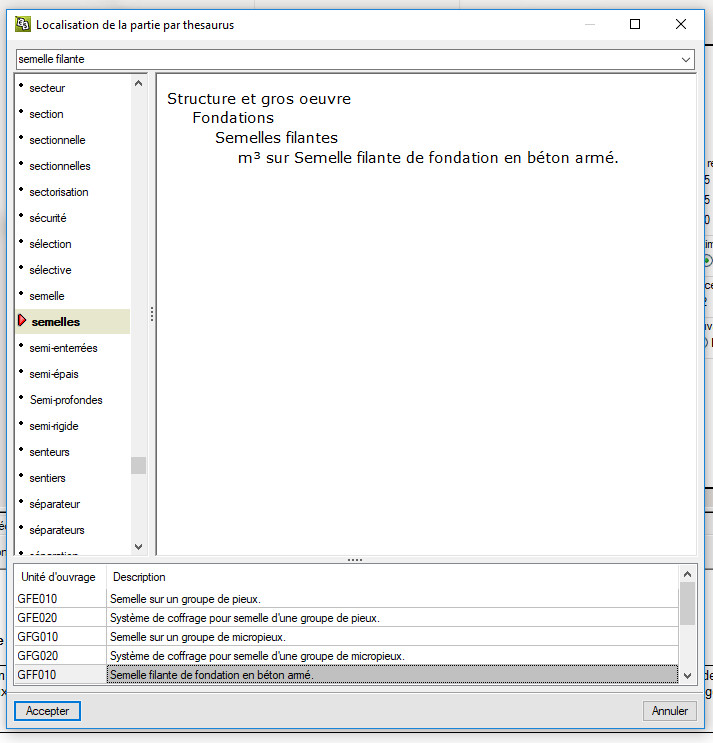 Localisation de la partie par thesaurus
semelle filante
secteur
section
sectionnelle
sectionnelles
sectorisation
sécurité
sélection
sélective
semelle
semelles
semi-enterrées
semi-épais
Semi-profondes
semi-rigide
senteurs
sentiers
séparateur
séparateurs
séparation
Structure et gros oeuvre
Fondations
Semelles filantes
m³ sur Semelle filante de fondation en béton armé.
Unité d'ouvrage Description
GFE010 Semelle sur un groupe de pieux.
GFE020 Système de coffrage pour semelle d'une groupe de pieux.
GFG010 Semelle sur un groupe de micropieux.
GFG020 Système de coffrage pour semelle d'une groupe de micropieux.
GFF010 Semelle filante de fondation en béton armé.
Accepter Annuler